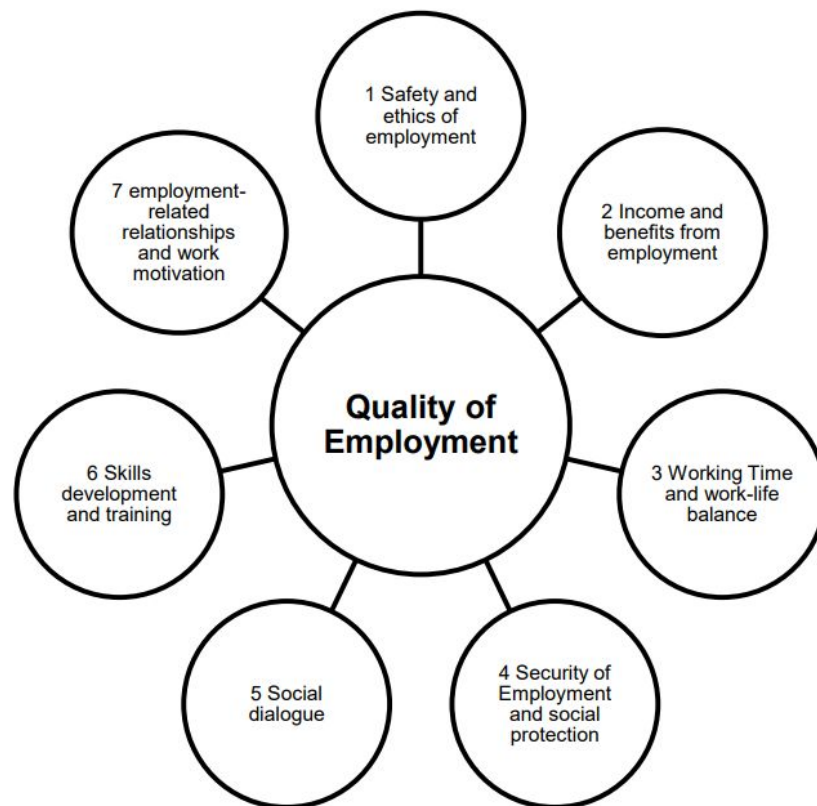 1 Safety and
ethics of
employment
2 Income and
benefits from
employment
3 Working Time
and work-life
balance
4 Security of
Employment
and social
protection
5 Social
dialogue
6 Skills
development
and training
7 employment-
related
relationships
and work
motivation
Quality of
Employment